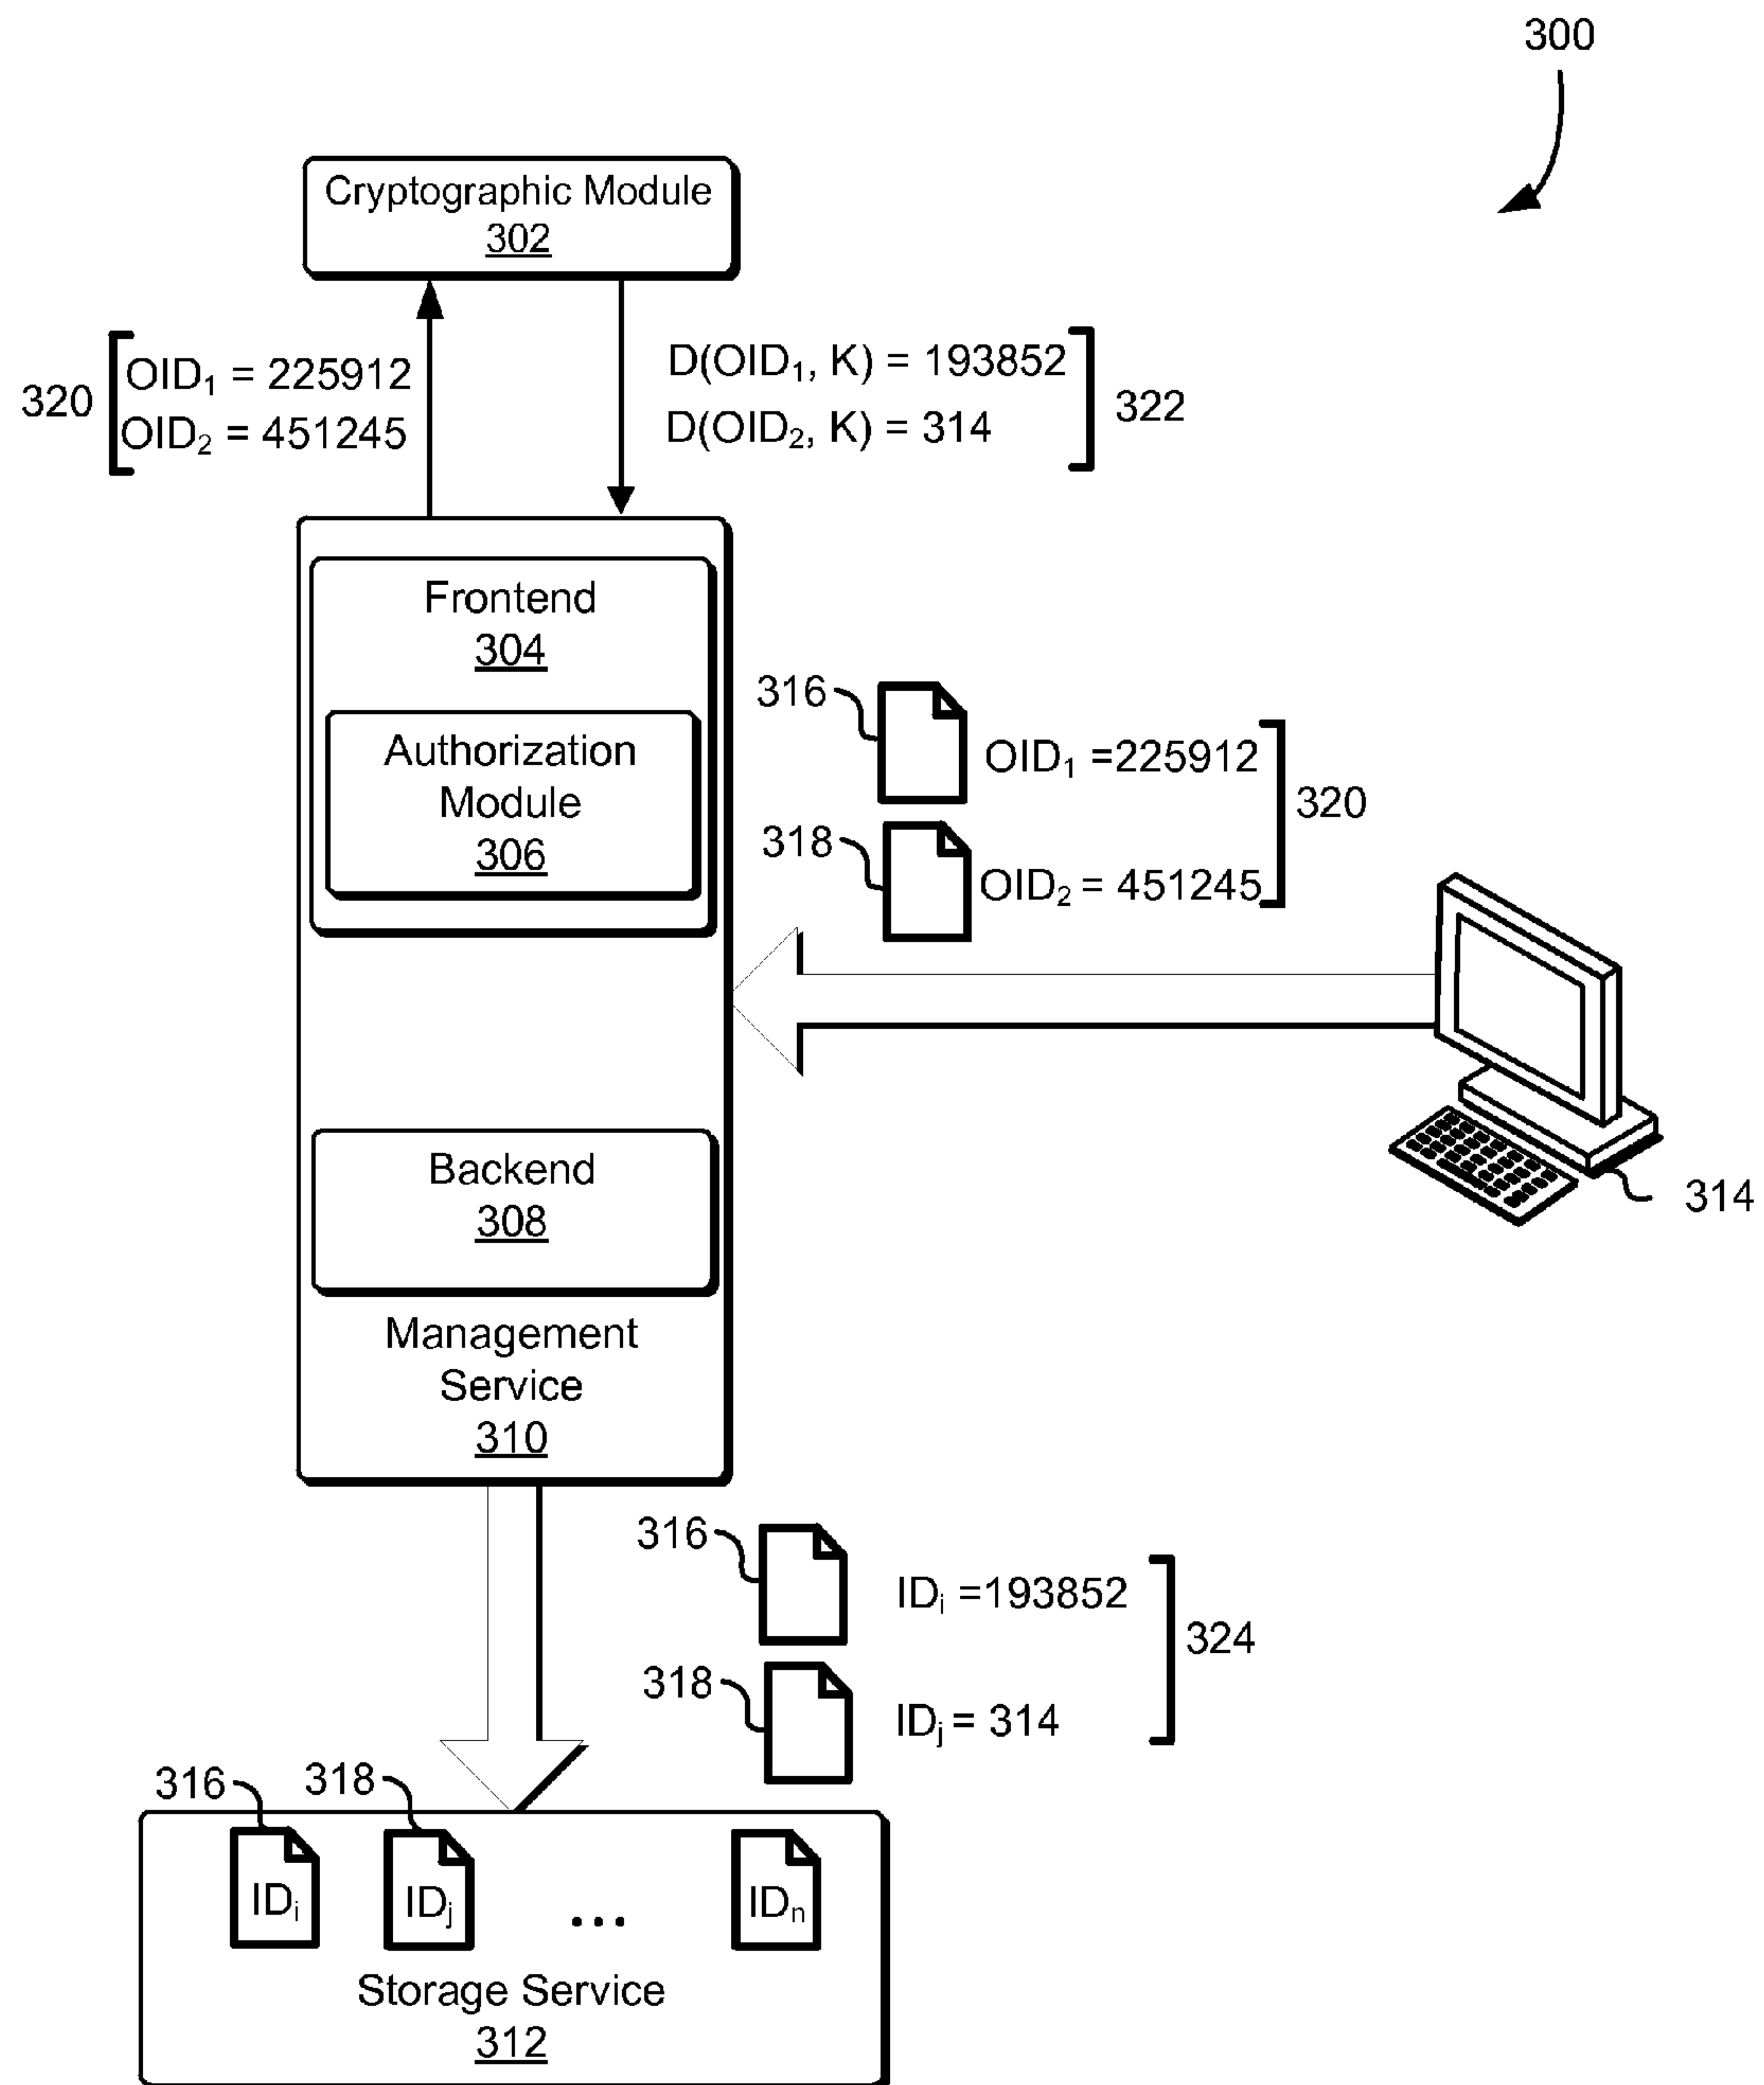 300
Cryptographic Module
302
320
OID₁ = 225912
OID₂ = 451245
D(OID₁, K) = 193852
D(OID₂, K) = 314
322
Frontend
304
Authorization
Module
306
316
OID₁ =225912
318
OID₂ = 451245
320
314
Backend
308
Management
Service
310
316
IDᵢ =193852
318
IDⱼ = 314
324
316
318
IDᵢ
IDⱼ
...
IDₙ
Storage Service
312